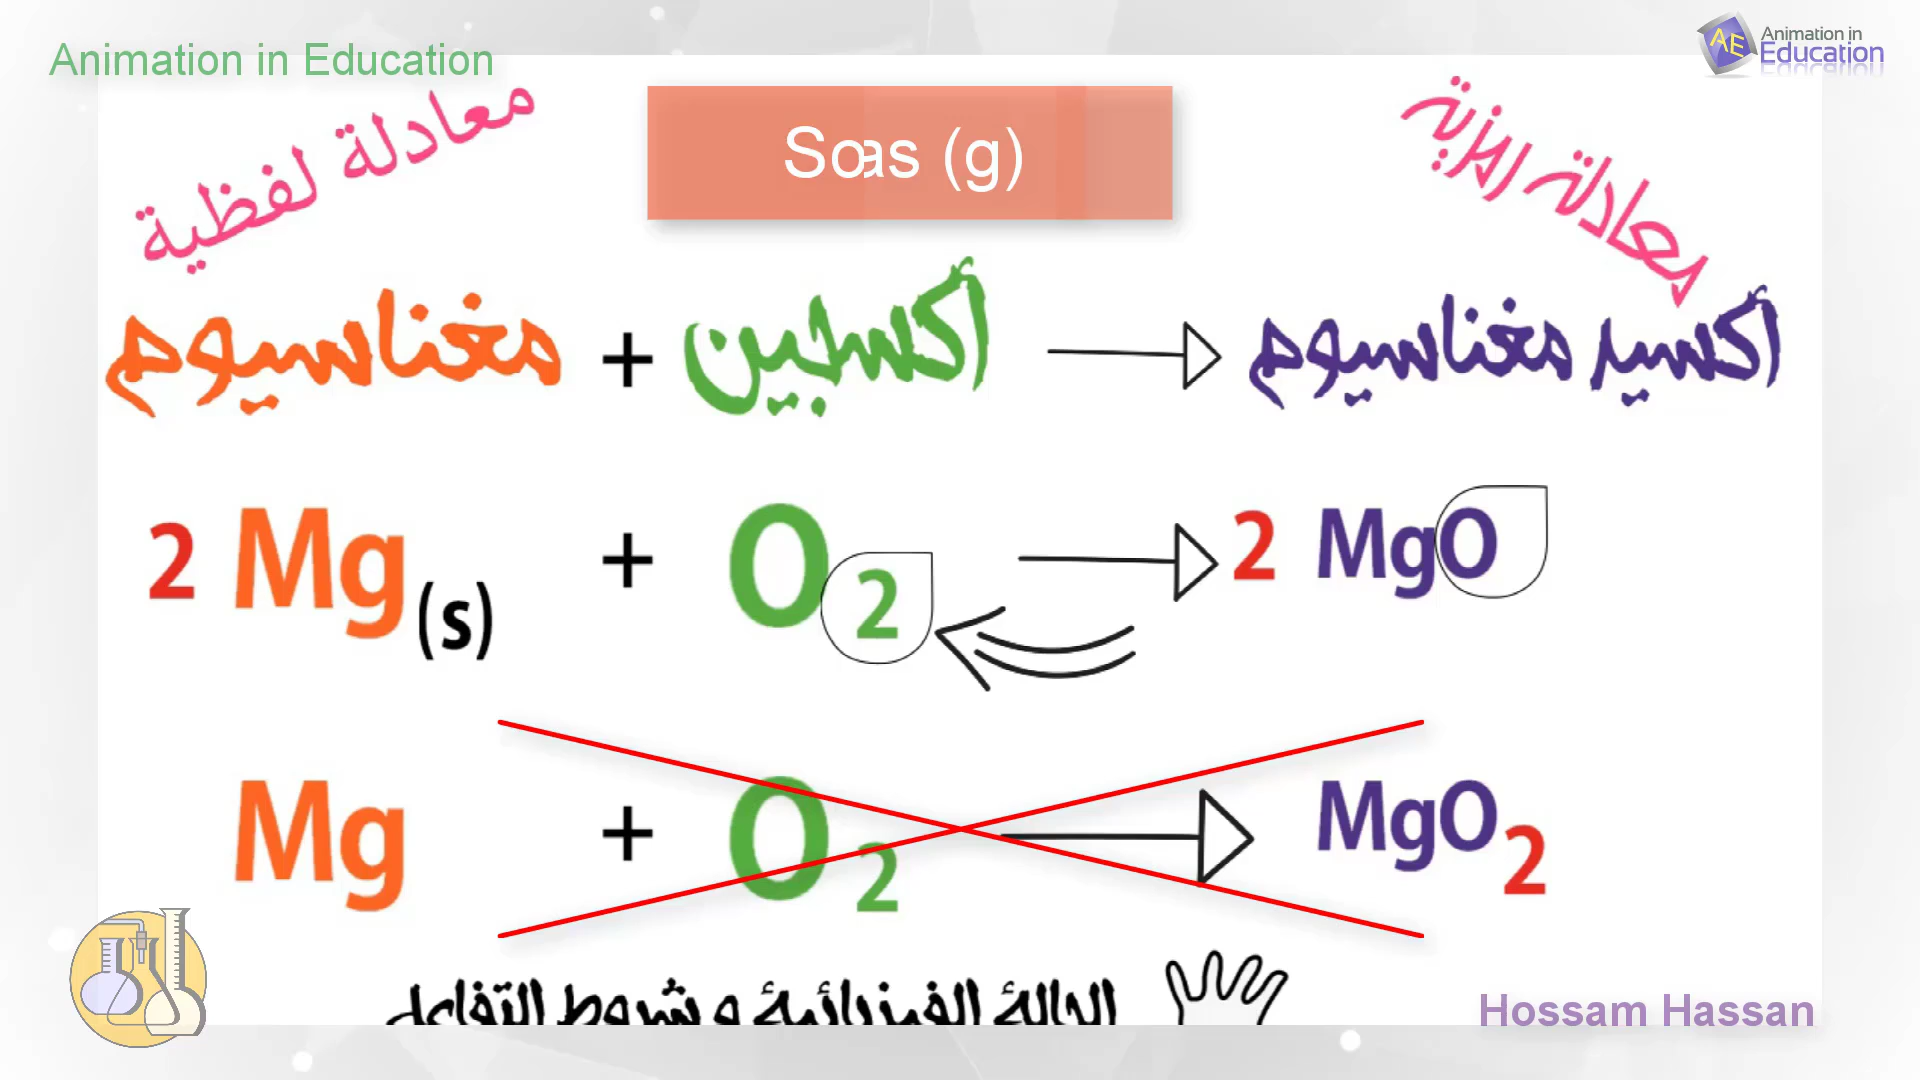 Animation in Education
Animation in
Education
AE
معادلة لفظية
(g)
معادلة رمزية
مغناسيوم + أكسجين أكسيد مغناسيوم
2 Mg(s) + O2 2 MgO
Mg + O2 MgO2
الحالة الفيزيائية و شروط التفاعل
Hossam Hassan